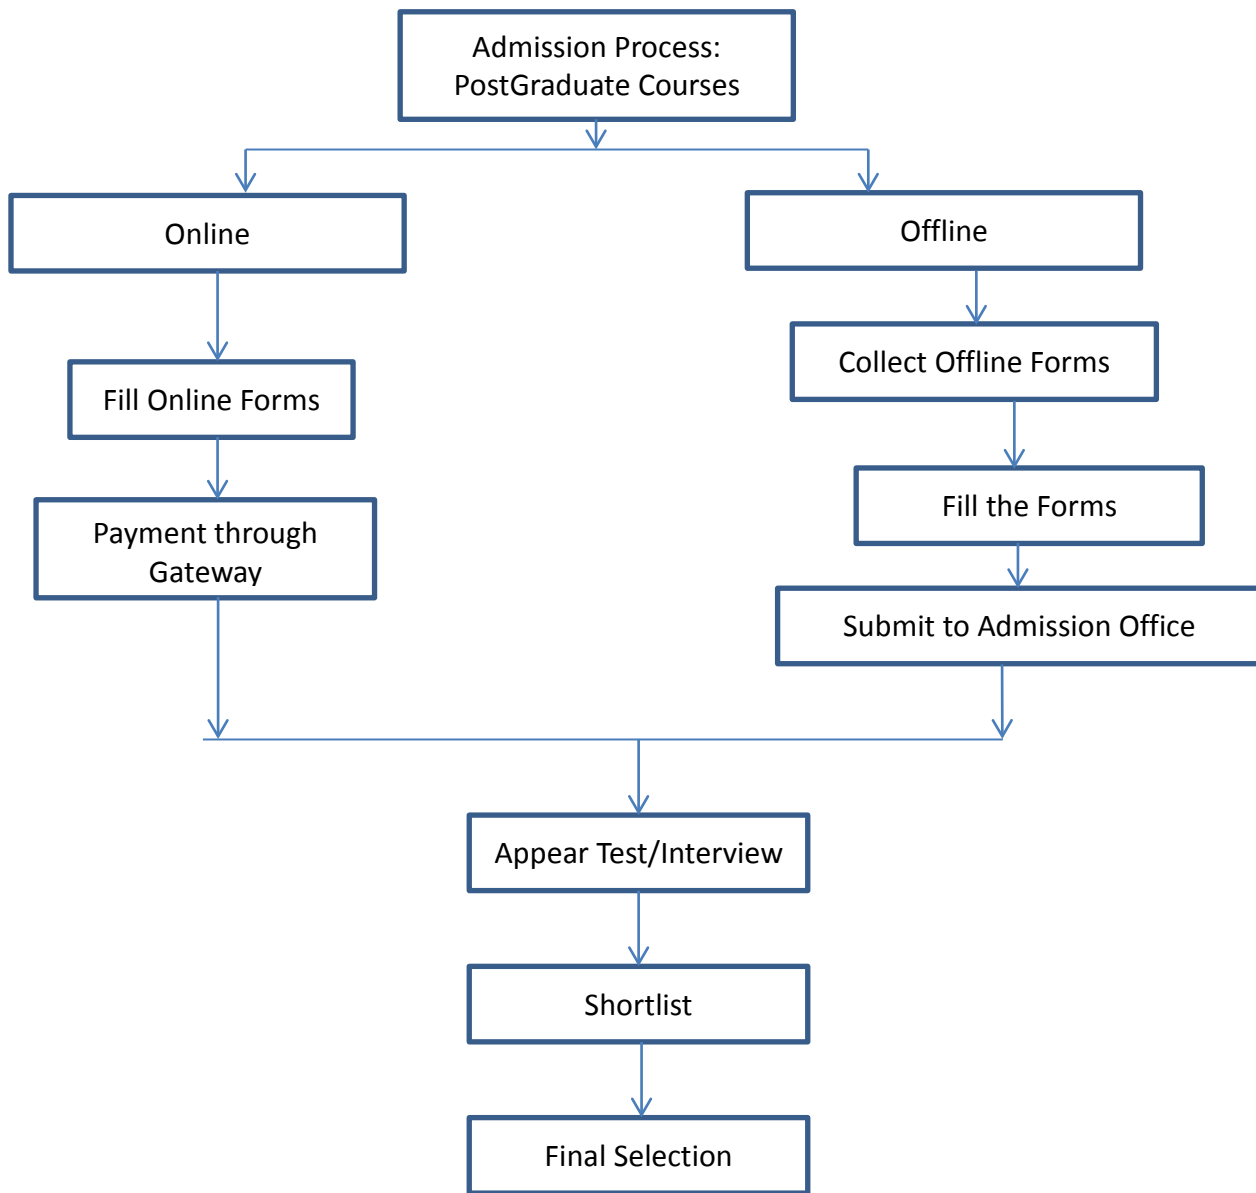 Admission Process:
PostGraduate Courses
Online
Offline
Fill Online Forms
Collect Offline Forms
Payment through
Gateway
Fill the Forms
Submit to Admission Office
Appear Test/Interview
Shortlist
Final Selection